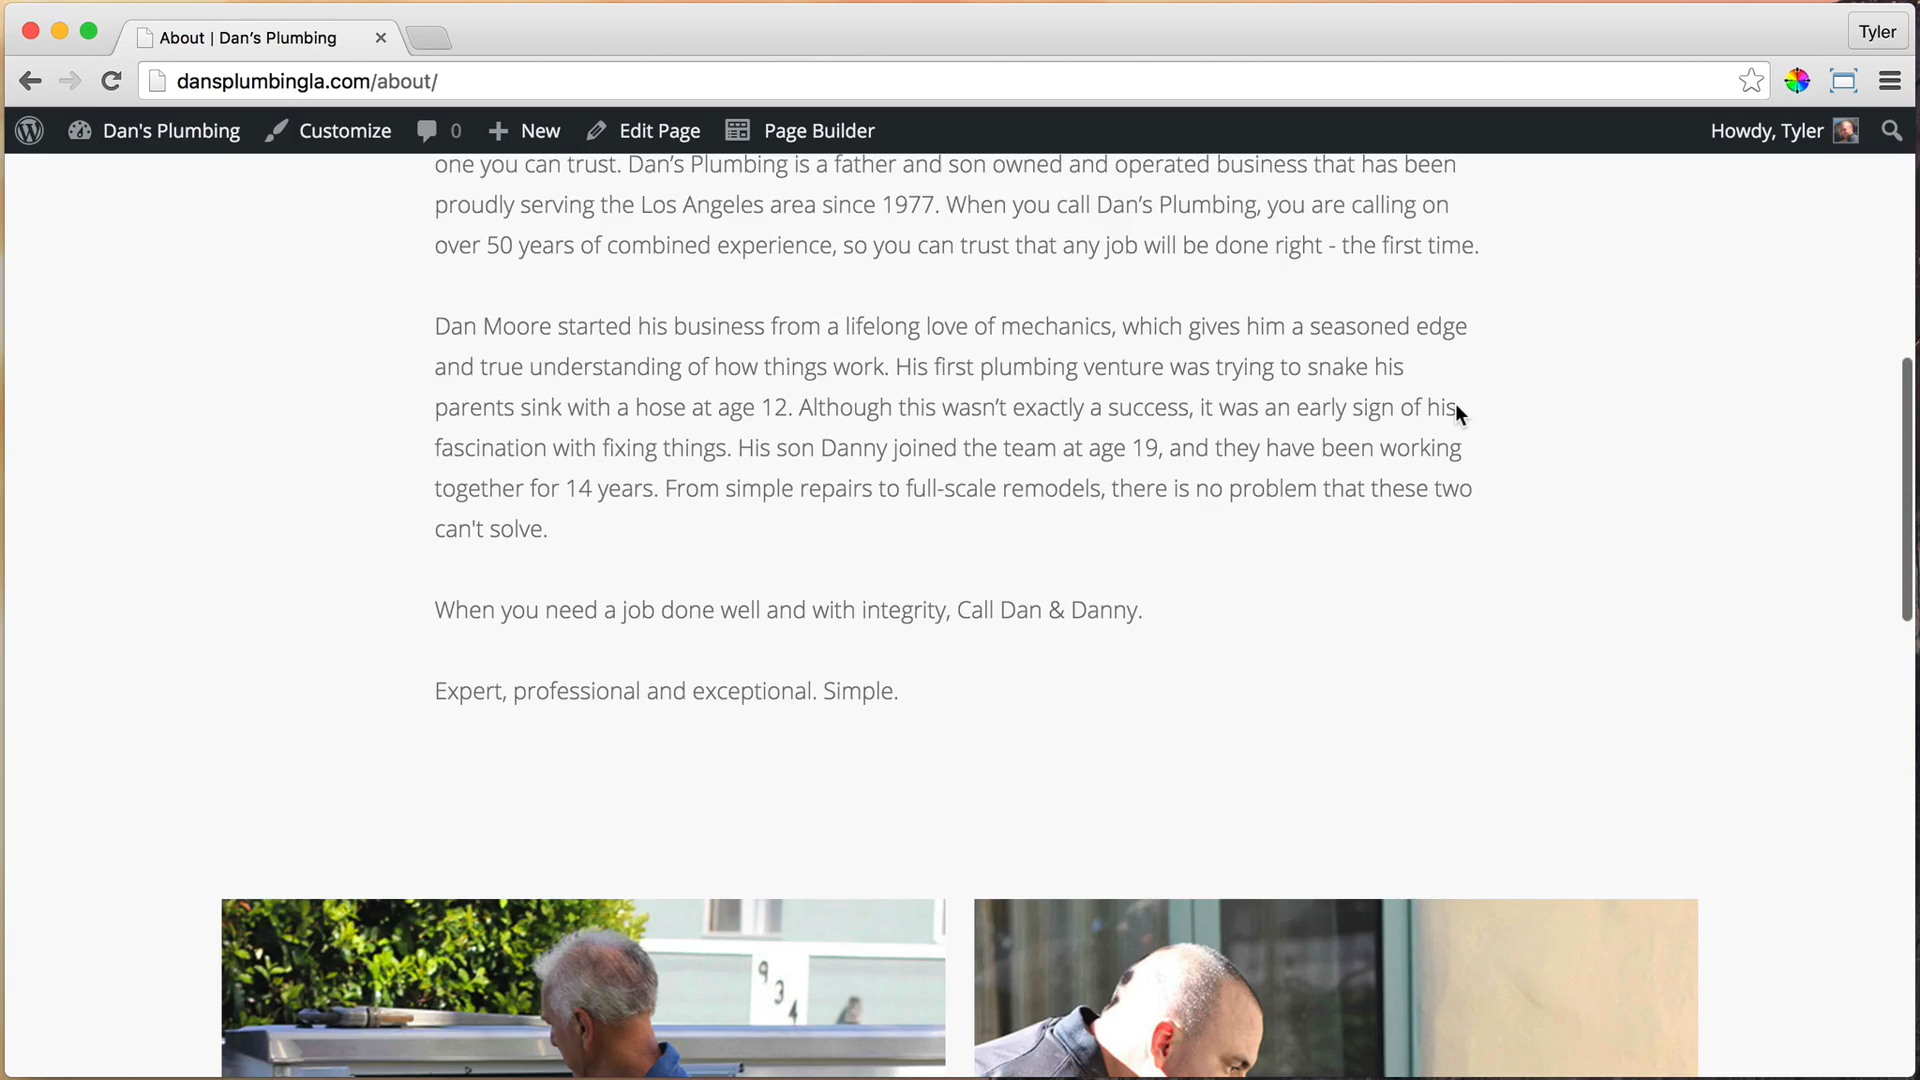 About | Dan's Plumbing
Tyler
dansplumbingla.com/about/
Dan's Plumbing Customize 0 New Edit Page Page Builder Howdy, Tyler
one you can trust. Dan’s Plumbing is a father and son owned and operated business that has been
proudly serving the Los Angeles area since 1977. When you call Dan’s Plumbing, you are calling on
over 50 years of combined experience, so you can trust that any job will be done right - the first time.
Dan Moore started his business from a lifelong love of mechanics, which gives him a seasoned edge
and true understanding of how things work. His first plumbing venture was trying to snake his
parents sink with a hose at age 12. Although this wasn’t exactly a success, it was an early sign of his
fascination with fixing things. His son Danny joined the team at age 19, and they have been working
together for 14 years. From simple repairs to full-scale remodels, there is no problem that these two
can't solve.
When you need a job done well and with integrity, Call Dan & Danny.
Expert, professional and exceptional. Simple.
934